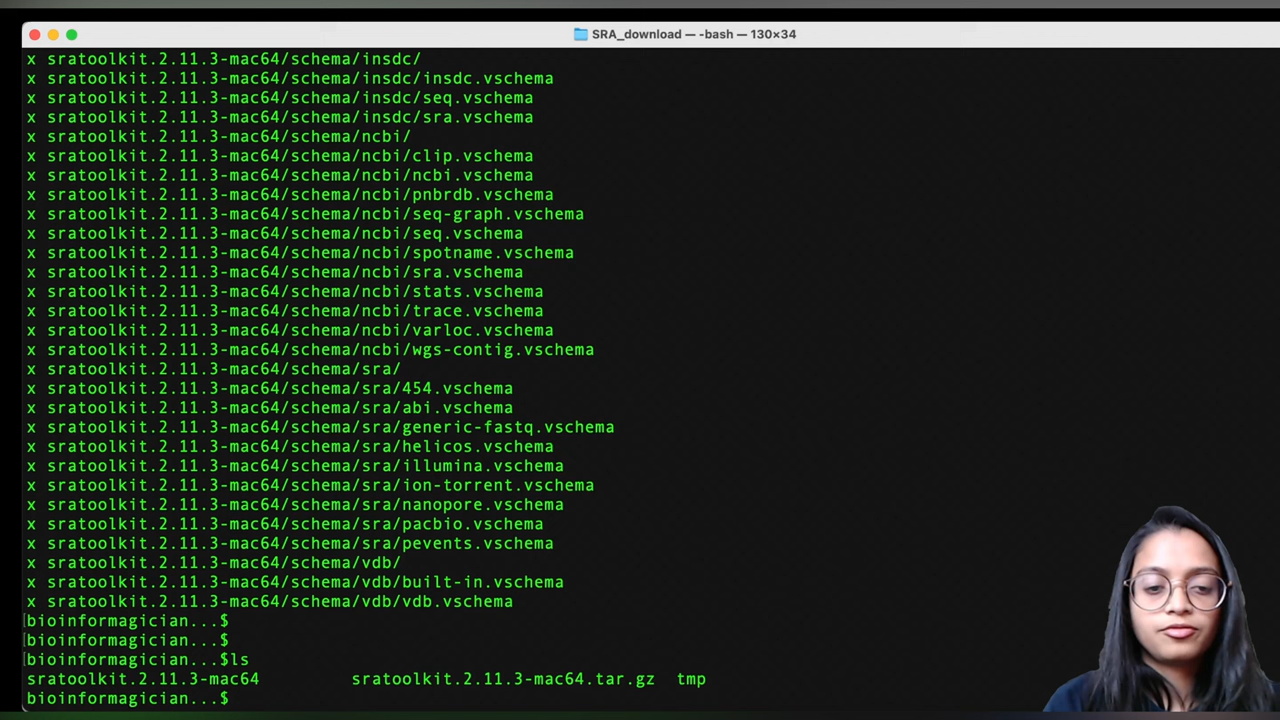 SRA_download — -bash — 130×34
x sratoolkit.2.11.3-mac64/schema/insdc/
x sratoolkit.2.11.3-mac64/schema/insdc/insdc.vschema
x sratoolkit.2.11.3-mac64/schema/insdc/seq.vschema
x sratoolkit.2.11.3-mac64/schema/insdc/sra.vschema
x sratoolkit.2.11.3-mac64/schema/ncbi/
x sratoolkit.2.11.3-mac64/schema/ncbi/clip.vschema
x sratoolkit.2.11.3-mac64/schema/ncbi/ncbi.vschema
x sratoolkit.2.11.3-mac64/schema/ncbi/pnbrdb.vschema
x sratoolkit.2.11.3-mac64/schema/ncbi/seq-graph.vschema
x sratoolkit.2.11.3-mac64/schema/ncbi/seq.vschema
x sratoolkit.2.11.3-mac64/schema/ncbi/spotname.vschema
x sratoolkit.2.11.3-mac64/schema/ncbi/sra.vschema
x sratoolkit.2.11.3-mac64/schema/ncbi/stats.vschema
x sratoolkit.2.11.3-mac64/schema/ncbi/trace.vschema
x sratoolkit.2.11.3-mac64/schema/ncbi/varloc.vschema
x sratoolkit.2.11.3-mac64/schema/ncbi/wgs-contig.vschema
x sratoolkit.2.11.3-mac64/schema/sra/
x sratoolkit.2.11.3-mac64/schema/sra/454.vschema
x sratoolkit.2.11.3-mac64/schema/sra/abi.vschema
x sratoolkit.2.11.3-mac64/schema/sra/generic-fastq.vschema
x sratoolkit.2.11.3-mac64/schema/sra/helicos.vschema
x sratoolkit.2.11.3-mac64/schema/sra/illumina.vschema
x sratoolkit.2.11.3-mac64/schema/sra/ion-torrent.vschema
x sratoolkit.2.11.3-mac64/schema/sra/nanopore.vschema
x sratoolkit.2.11.3-mac64/schema/sra/pacbio.vschema
x sratoolkit.2.11.3-mac64/schema/sra/pevents.vschema
x sratoolkit.2.11.3-mac64/schema/vdb/
x sratoolkit.2.11.3-mac64/schema/vdb/built-in.vschema
x sratoolkit.2.11.3-mac64/schema/vdb/vdb.vschema
[bioinformagician...$
[bioinformagician...$
[bioinformagician...$ls
sratoolkit.2.11.3-mac64 sratoolkit.2.11.3-mac64.tar.gz tmp
bioinformagician...$